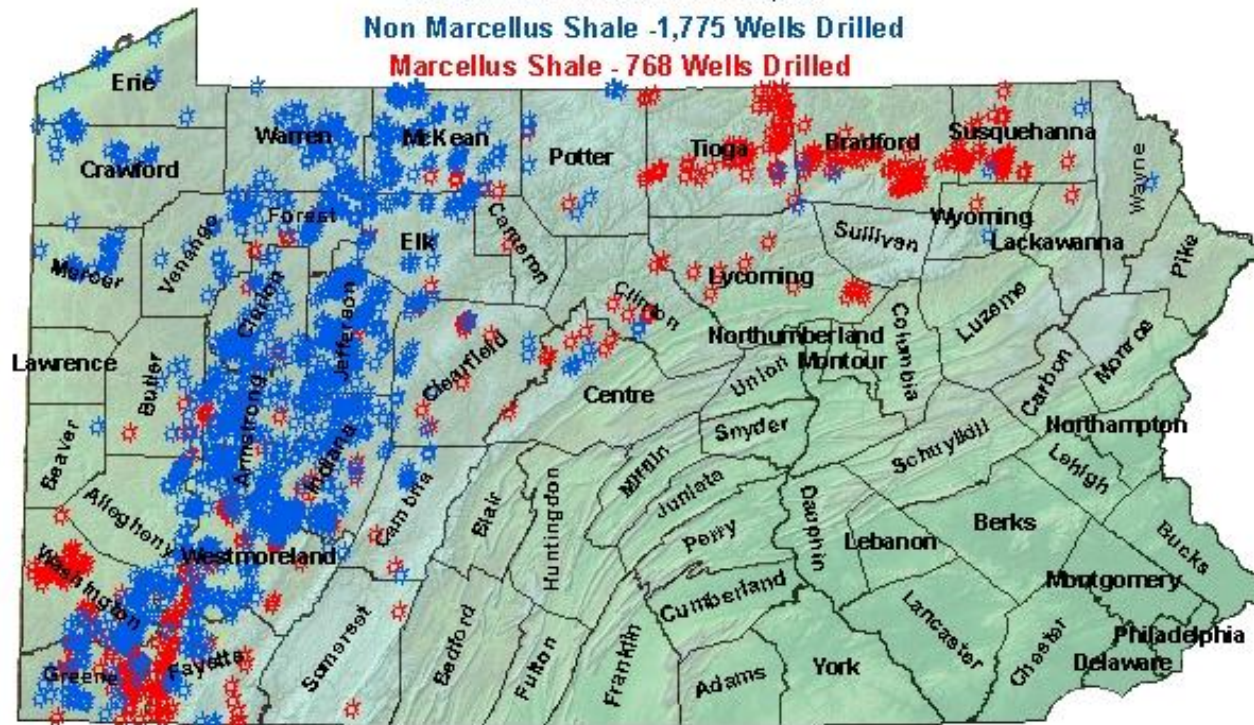 Non Marcellus Shale -1,775 Wells Drilled
Marcellus Shale - 768 Wells Drilled
Erie
Warren
McKean
Potter
Tioga
Bradford
Susquehanna
Wayne
Crawford
Forest
Elk
Cameron
Sullivan
Wyoming
Lackawanna
Pike
Mercer
Venango
Clarion
Jefferson
Clinton
Lycoming
Luzerne
Monroe
Lawrence
Butler
Clearfield
Centre
Union
Northumberland
Montour
Columbia
Carbon
Northampton
Beaver
Armstrong
Indiana
Snyder
Schuylkill
Lehigh
Allegheny
Cambria
Blair
Huntingdon
Mifflin
Juniata
Dauphin
Lebanon
Berks
Bucks
Washington
Westmoreland
Perry
Cumberland
Montgomery
Greene
Fayette
Somerset
Bedford
Fulton
Franklin
Adams
York
Lancaster
Chester
Delaware
Philadelphia